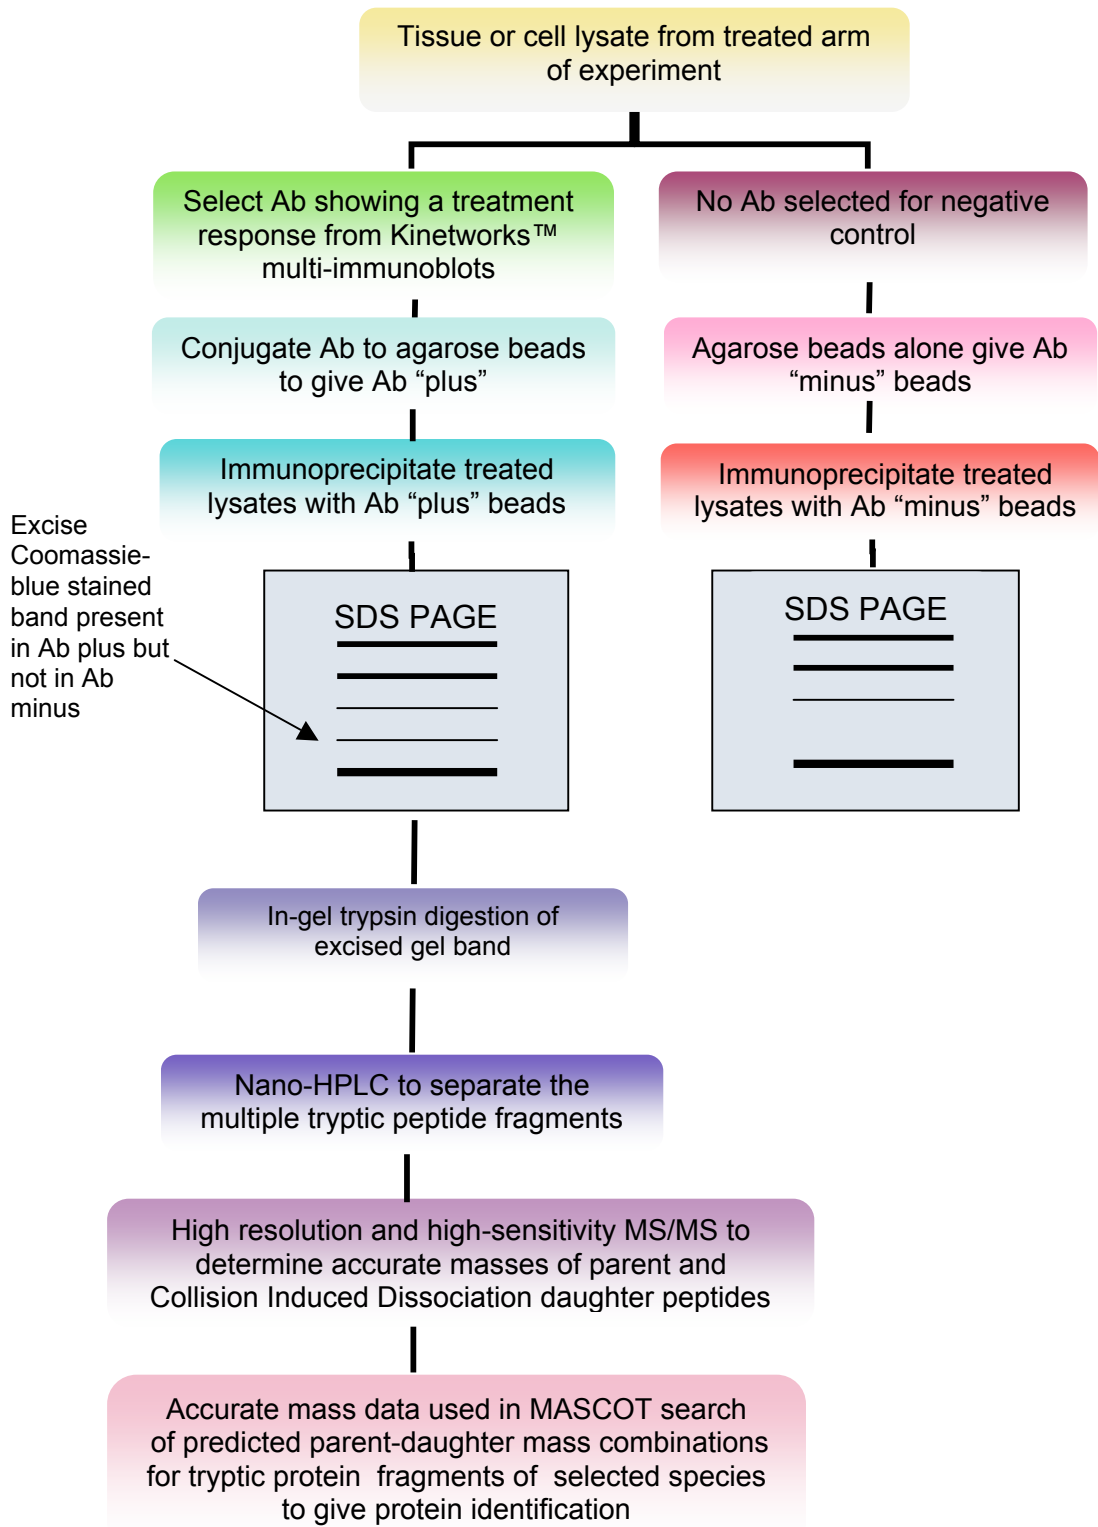 Tissue or cell lysate from treated arm
of experiment
Select Ab showing a treatment
response from Kinetworks™
multi-immunoblots
No Ab selected for negative
control
Conjugate Ab to agarose beads
to give Ab “plus”
Agarose beads alone give Ab
“minus” beads
Immunoprecipitate treated
lysates with Ab “plus” beads
Immunoprecipitate treated
lysates with Ab “minus” beads
Excise
Coomassie-
blue stained
band present
in Ab plus but
not in Ab
minus
SDS PAGE
SDS PAGE
In-gel trypsin digestion of
excised gel band
Nano-HPLC to separate the
multiple tryptic peptide fragments
High resolution and high-sensitivity MS/MS to
determine accurate masses of parent and
Collision Induced Dissociation daughter peptides
Accurate mass data used in MASCOT search
of predicted parent-daughter mass combinations
for tryptic protein fragments of selected species
to give protein identification